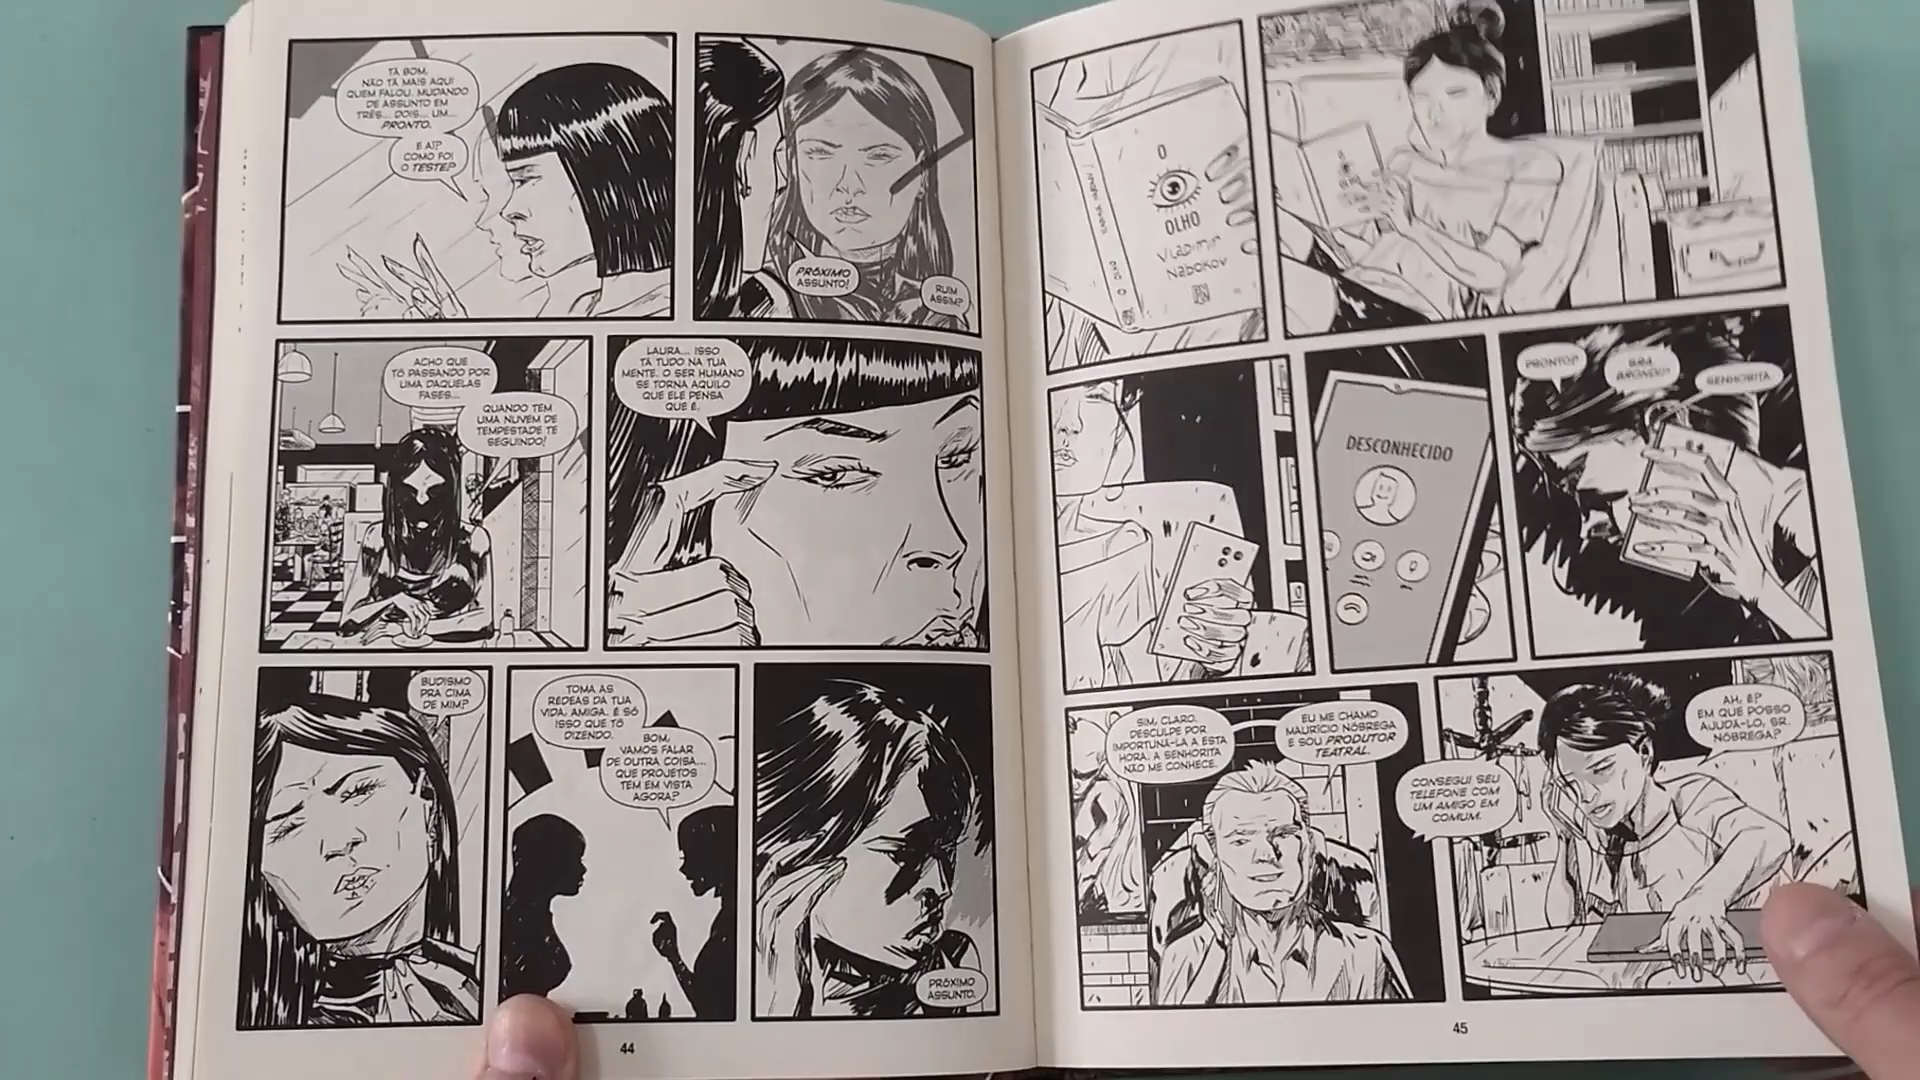 TÁ BOM,
NÃO TÁ MAIS AQUI
QUEM FALOU. MUDANDO
DE ASSUNTO EM
TRÊS... DOIS... UM...
PRONTO.
E AÍ?
COMO FOI
O TESTE?
PRÓXIMO
ASSUNTO!
RUIM
ASSIM?
ACHO QUE
TÔ PASSANDO POR
UMA DAQUELAS
FASES...
QUANDO TEM
UMA NUVEM DE
TEMPESTADE TE
SEGUINDO!
LAURA... ISSO
TÁ TUDO NA TUA
MENTE. O SER HUMANO
SE TORNA AQUILO
QUE ELE PENSA
QUE É.
BUDISMO
PRA CIMA
DE MIM?
TOMA AS
RÉDEAS DA TUA
VIDA, AMIGA. É SÓ
ISSO QUE TÔ
DIZENDO.
BOM,
VAMOS FALAR
DE OUTRA COISA...
QUE PROJETOS
TEM EM VISTA
AGORA?
PRÓXIMO
ASSUNTO.
44
O
OLHO
Vladimir
Nabokov
O OLHO
DESCONHECIDO
PRONTO?
SRA.
BRONDI?
SENHORITA.
SIM, CLARO.
DESCULPE POR
IMPORTUNÁ-LA A ESTA
HORA. A SENHORITA
NÃO ME CONHECE.
EU ME CHAMO
MAURÍCIO NÓBREGA
E SOU PRODUTOR
TEATRAL.
AH, É?
EM QUE POSSO
AJUDÁ-LO, SR.
NÓBREGA?
CONSEGUI SEU
TELEFONE COM
UM AMIGO EM
COMUM.
45